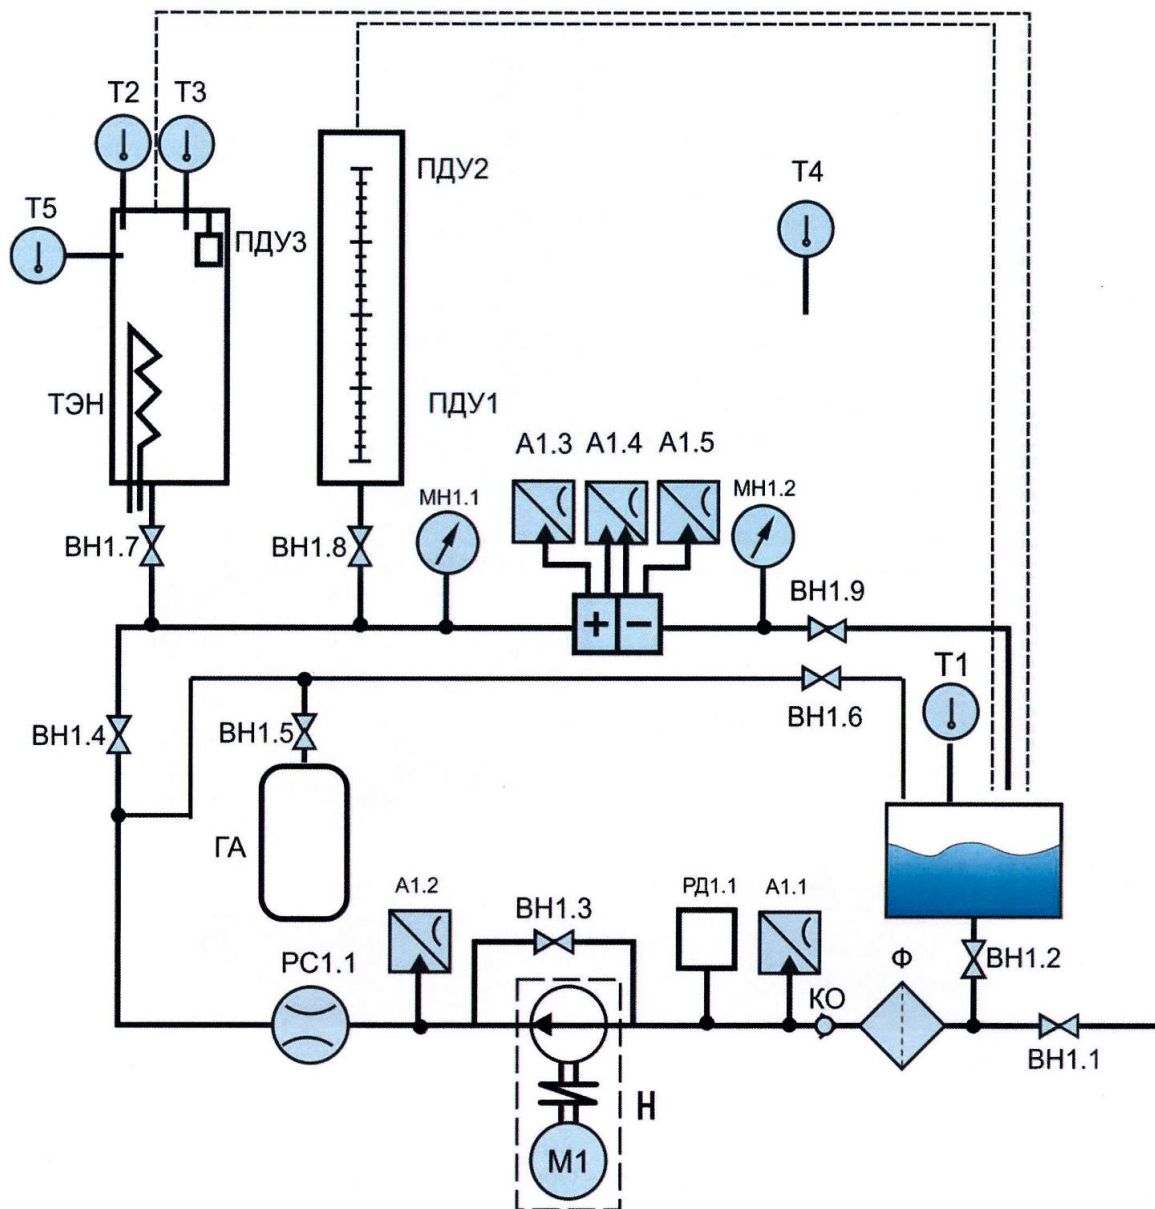 Т2
Т3
Т4
Т5
ПДУ2
ПДУ3
ТЭН
ПДУ1
А1.3
А1.4
А1.5
МН1.1
МН1.2
ВН1.7
ВН1.8
ВН1.9
+
−
Т1
ВН1.4
ВН1.5
ВН1.6
ГА
А1.2
ВН1.3
РД1.1
А1.1
РС1.1
КО
Ф
ВН1.2
ВН1.1
Н
М1